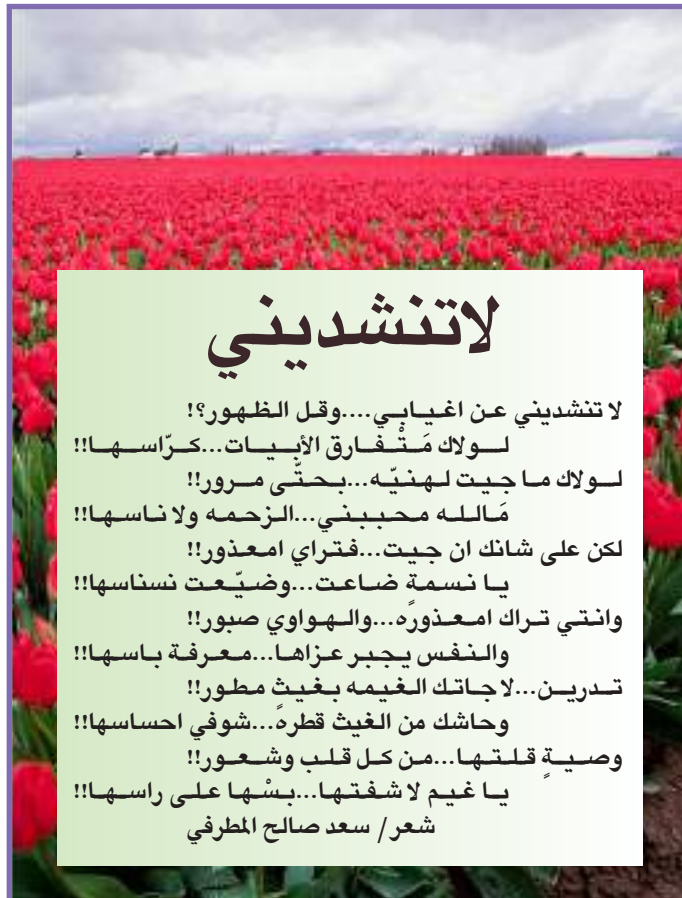 لاتنشديني
لا تنشديني عن اغيابي....وقل الظهور؟!
لولاك مَتْفارق الأبيات...كرّاسها!!
لولاك ما جيت لهنيّه...بحتّى مرور!!
مَالله محببني...الزحمه ولا ناسها!!
لكن على شانك ان جيت...فتراي امعذور!!
يا نسمةٍ ضاعت...وضيّعت نسناسها!!
وانتي تراك امعذورٍه...والهواوي صبور!!
والنفس يجبر عزاها...معرفة باسها!!
تدرين...لاجاتك الغيمه بغيثٍ مطور!!
وحاشك من الغيث قطرهً...شوفي احساسها!!
وصيةٍ قلتها...من كل قلب وشعور!!
يا غيم لا شفتها...بسْها على راسها!!
شعر/ سعد صالح المطرفي